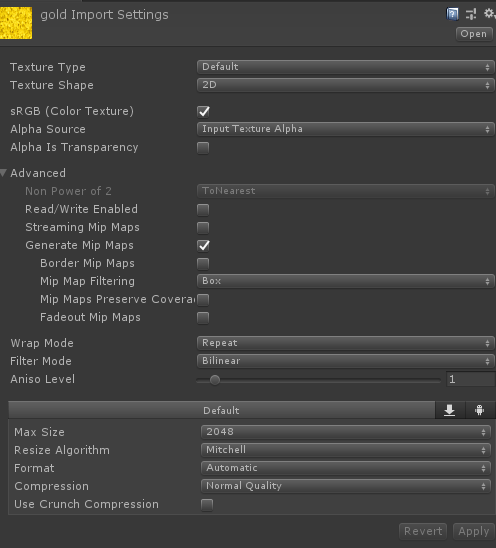 gold Import Settings
Open
Texture Type Default
Texture Shape 2D
sRGB (Color Texture)
Alpha Source Input Texture Alpha
Alpha Is Transparency
Advanced
Non Power of 2 ToNearest
Read/Write Enabled
Streaming Mip Maps
Generate Mip Maps
Border Mip Maps
Mip Map Filtering Box
Mip Maps Preserve Covera
Fadeout Mip Maps
Wrap Mode Repeat
Filter Mode Bilinear
Aniso Level 1
Default
Max Size 2048
Resize Algorithm Mitchell
Format Automatic
Compression Normal Quality
Use Crunch Compression
Revert Apply